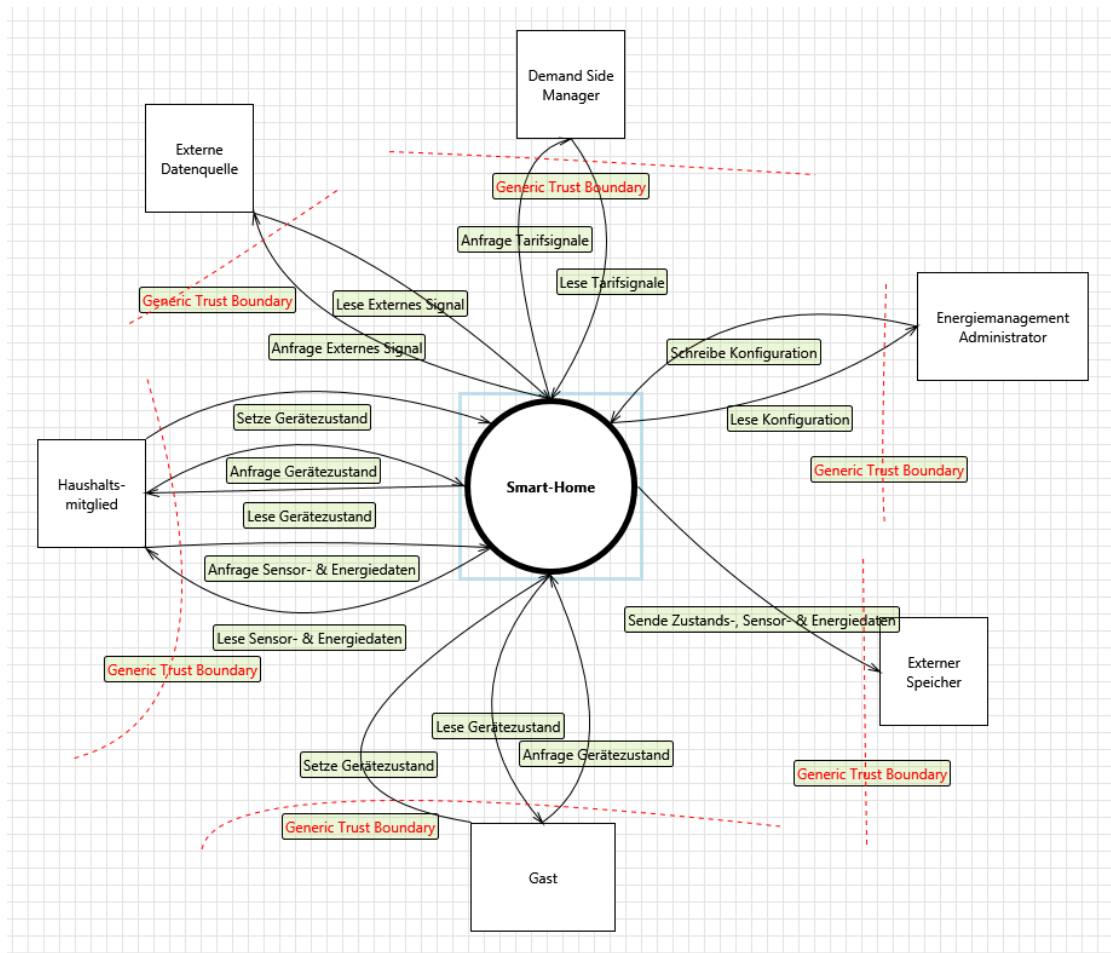 Demand Side
Manager
Externe
Datenquelle
Generic Trust Boundary
Anfrage Tarifsignale
Lese Tarifsignale
Generic Trust Boundary
Lese Externes Signal
Anfrage Externes Signal
Energiemanagement
Administrator
Schreibe Konfiguration
Lese Konfiguration
Generic Trust Boundary
Setze Gerätezustand
Anfrage Gerätezustand
Lese Gerätezustand
Haushalts-
mitglied
Smart-Home
Anfrage Sensor- & Energiedaten
Lese Sensor- & Energiedaten
Generic Trust Boundary
Sende Zustands-, Sensor- & Energiedaten
Externer
Speicher
Generic Trust Boundary
Lese Gerätezustand
Anfrage Gerätezustand
Setze Gerätezustand
Generic Trust Boundary
Gast